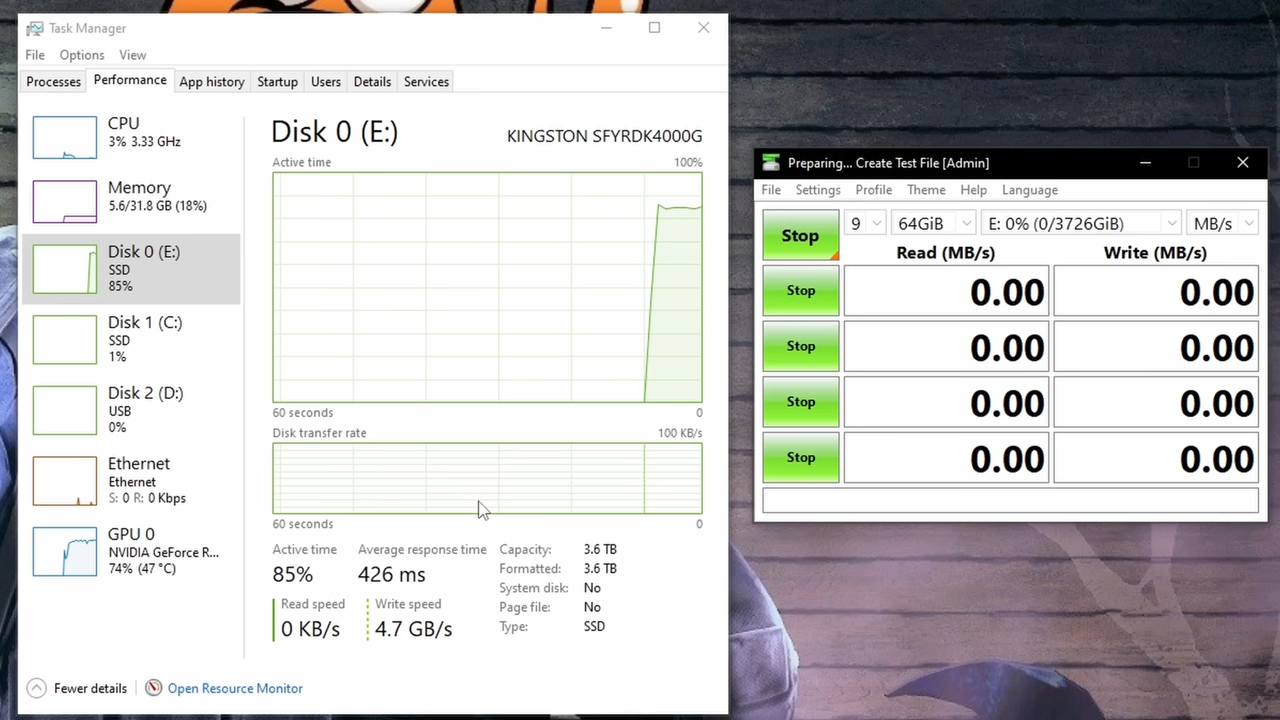 Task Manager
File Options View
Processes Performance App history Startup Users Details Services
CPU
3% 3.33 GHz
Memory
5.6/31.8 GB (18%)
Disk 0 (E:)
SSD
85%
Disk 1 (C:)
SSD
1%
Disk 2 (D:)
USB
0%
Ethernet
Ethernet
S: 0 R: 0 Kbps
GPU 0
NVIDIA GeForce R...
74% (47 °C)
Disk 0 (E:) KINGSTON SFYRDK4000G
Active time 100%
60 seconds 0
Disk transfer rate 100 KB/s
60 seconds 0
Active time Average response time
85% 426 ms
Read speed Write speed
0 KB/s 4.7 GB/s
Capacity: 3.6 TB
Formatted: 3.6 TB
System disk: No
Page file: No
Type: SSD
Fewer details Open Resource Monitor
Preparing... Create Test File [Admin]
File Settings Profile Theme Help Language
Stop 9 64GiB E: 0% (0/3726GiB) MB/s
Read (MB/s) Write (MB/s)
Stop 0.00 0.00
Stop 0.00 0.00
Stop 0.00 0.00
Stop 0.00 0.00